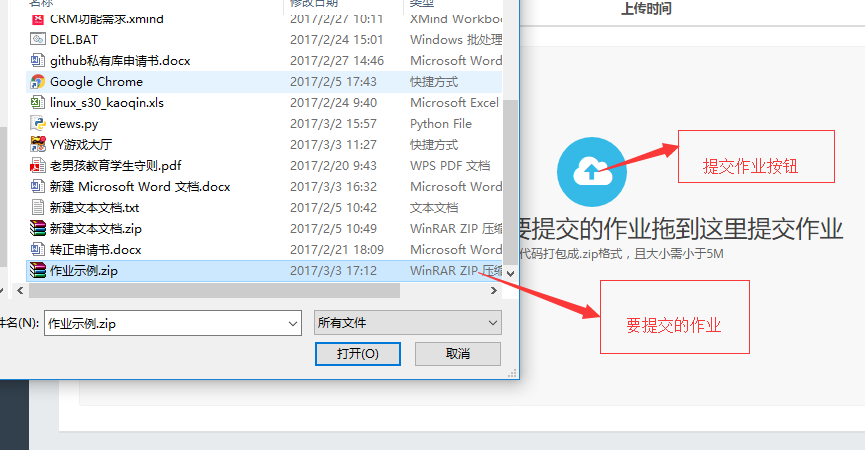 名称 修改日期 类型
CRM功能需求.xmind 2017/2/27 10:11 XMind Workboo
DEL.BAT 2017/2/24 15:01 Windows 批处理
github私有库申请书.docx 2017/2/27 14:46 Microsoft Word
Google Chrome 2017/2/5 17:43 快捷方式
linux_s30_kaoqin.xls 2017/2/24 9:40 Microsoft Excel
views.py 2017/3/2 15:57 Python File
YY游戏大厅 2017/3/3 11:27 快捷方式
老男孩教育学生守则.pdf 2017/2/20 9:43 WPS PDF 文档
新建 Microsoft Word 文档.docx 2017/3/3 16:32 Microsoft Word
新建文本文档.txt 2017/2/5 10:42 文本文档
新建文本文档.zip 2017/2/5 10:49 WinRAR ZIP 压缩
转正申请书.docx 2017/2/21 18:09 Microsoft Word
作业示例.zip 2017/3/3 17:12 WinRAR ZIP 压缩
件名(N): 作业示例.zip 所有文件
打开(O) 取消
上传时间
提交作业按钮
要提交的作业拖到这里提交作业
代码打包成.zip格式，且大小需小于5M
要提交的作业